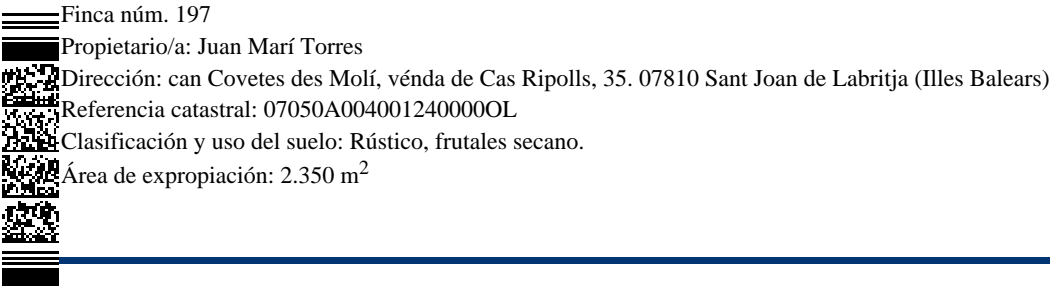 Finca núm. 197
Propietario/a: Juan Marí Torres
Dirección: can Covetes des Molí, vénda de Cas Ripolls, 35. 07810 Sant Joan de Labritja (Illes Balears)
Referencia catastral: 07050A004001240000OL
Clasificación y uso del suelo: Rústico, frutales secano.
Área de expropiación: 2.350 m²